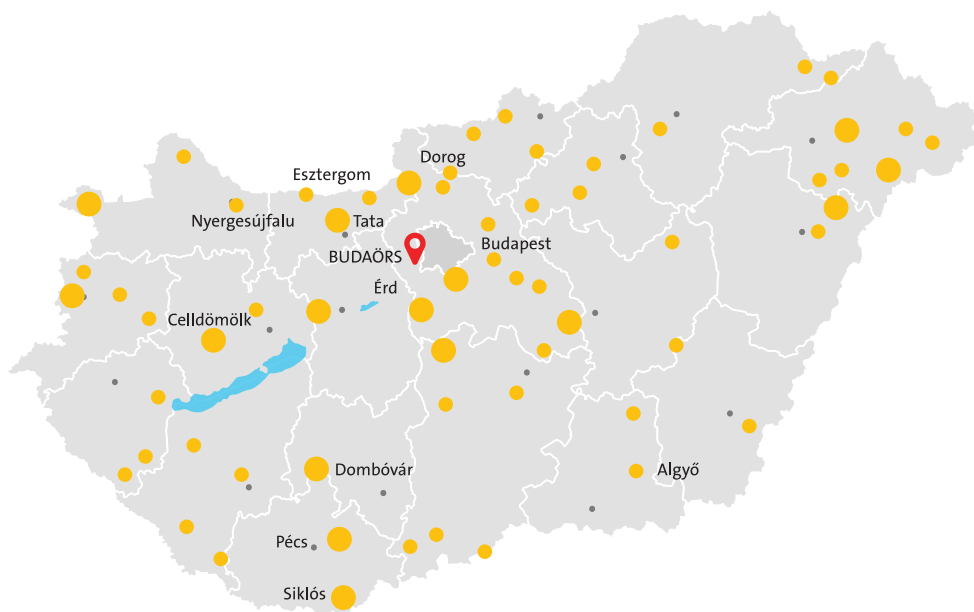 Dorog
Esztergom
Nyergesújfalu
Tata
Budapest
BUDAÖRS
Érd
Celldömölk
Dombóvár
Algyő
Pécs
Siklós